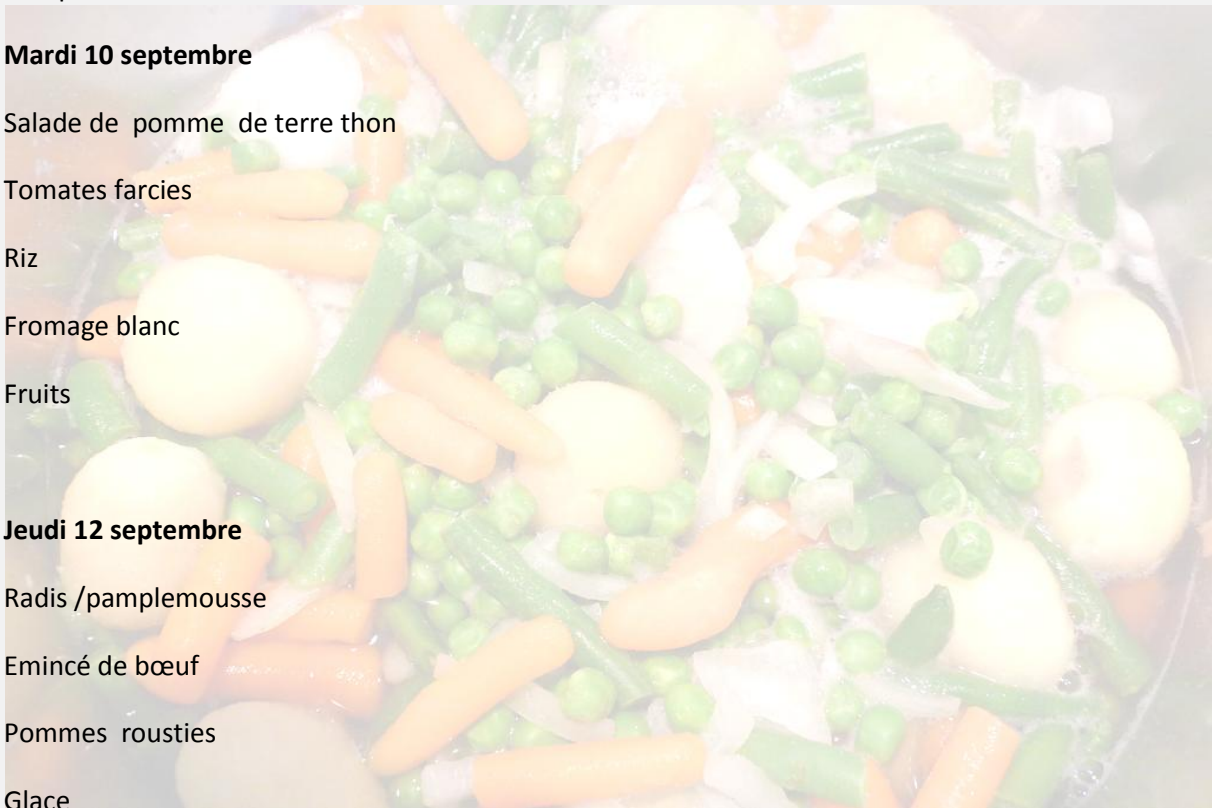 Mardi 10 septembre
Salade de pomme de terre thon
Tomates farcies
Riz
Fromage blanc
Fruits
Jeudi 12 septembre
Radis /pamplemousse
Emincé de bœuf
Pommes rousties
Glace